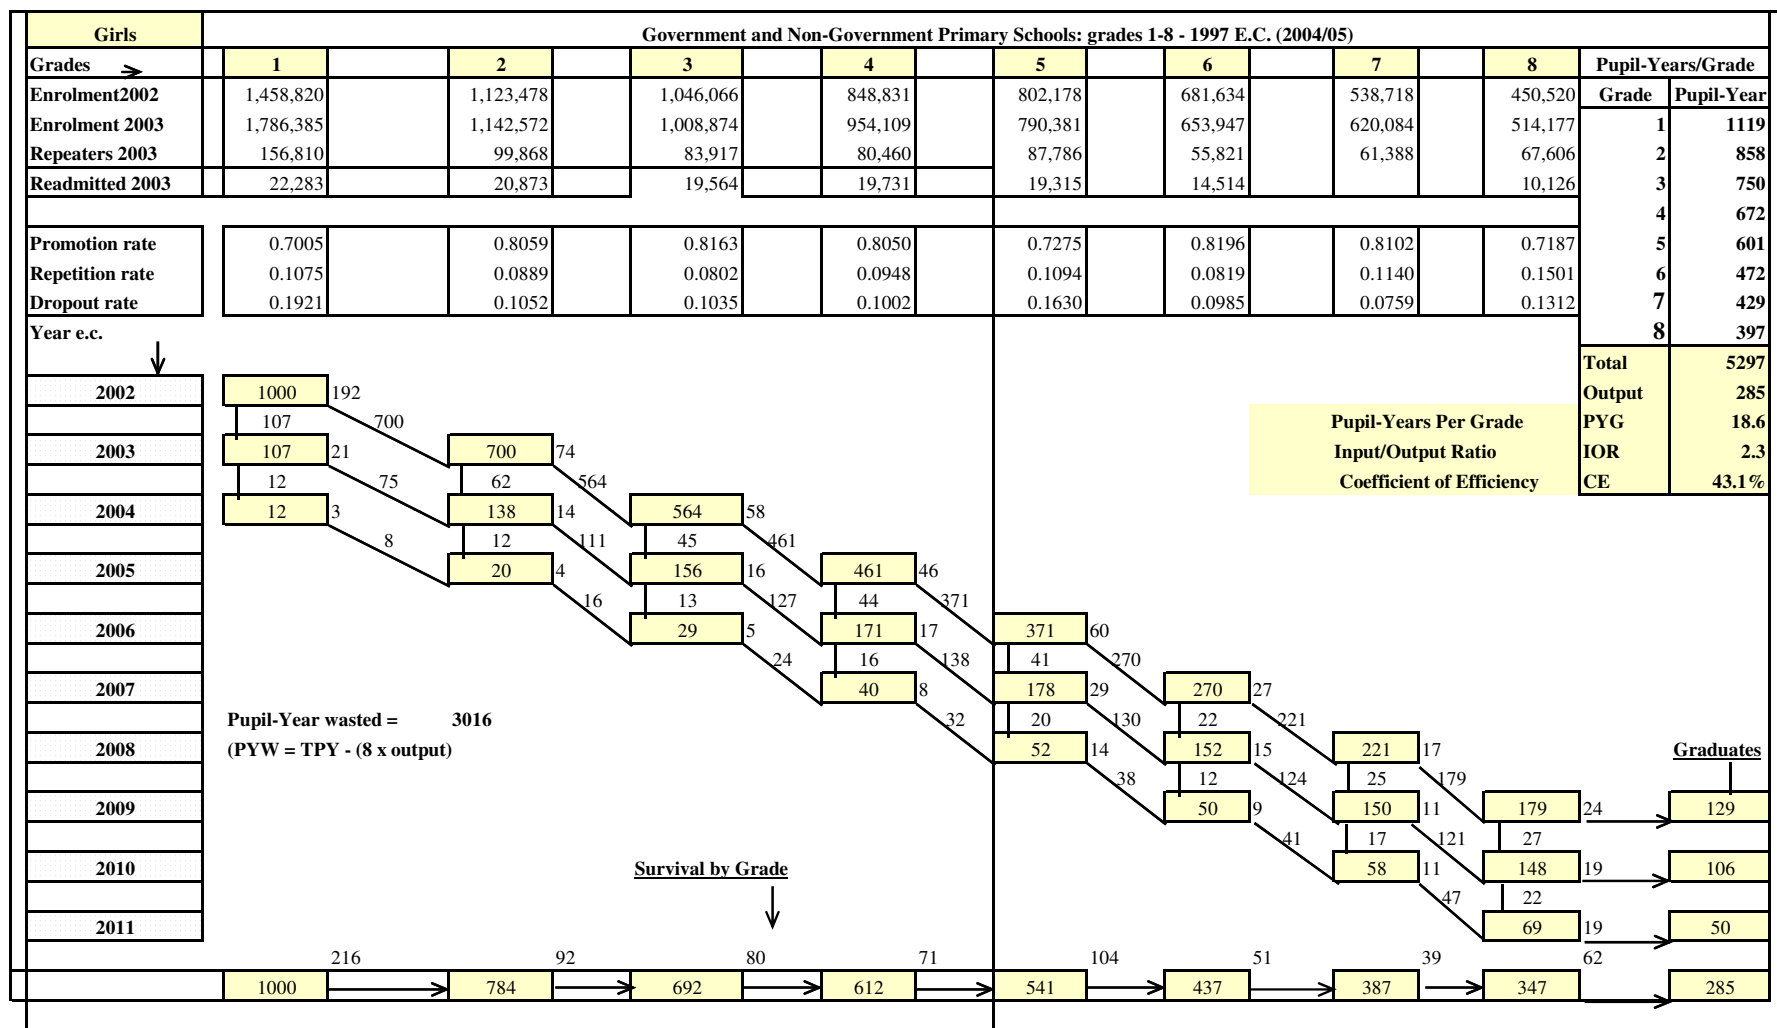 Girls Government and Non-Government Primary Schools: grades 1-8 - 1997 E.C. (2004/05)
Grades 1 2 3 4 5 6 7 8 Pupil-Years/Grade
Enrolment2002 1,458,820 1,123,478 1,046,066 848,831 802,178 681,634 538,718 450,520 Grade Pupil-Year
Enrolment 2003 1,786,385 1,142,572 1,008,874 954,109 790,381 653,947 620,084 514,177 1 1119
Repeaters 2003 156,810 99,868 83,917 80,460 87,786 55,821 61,388 67,606 2 858
Readmitted 2003 22,283 20,873 19,564 19,731 19,315 14,514 10,126 3 750
4 672
Promotion rate 0.7005 0.8059 0.8163 0.8050 0.7275 0.8196 0.8102 0.7187 5 601
Repetition rate 0.1075 0.0889 0.0802 0.0948 0.1094 0.0819 0.1140 0.1501 6 472
Dropout rate 0.1921 0.1052 0.1035 0.1002 0.1630 0.0985 0.0759 0.1312 7 429
Year e.c. 8 397
Total 5297
2002 1000 192 Output 285
107 700 Pupil-Years Per Grade PYG 18.6
2003 107 21 700 74 Input/Output Ratio IOR 2.3
12 75 62 564 Coefficient of Efficiency CE 43.1%
2004 12 3 138 14 564 58
8 12 111 45 461
2005 20 4 156 16 461 46
16 13 127 44 371
2006 29 5 171 17 371 60
24 16 138 41 270
2007 40 8 178 29 270 27
Pupil-Year wasted = 3016 32 20 130 22 221
2008 (PYW = TPY - (8 x output) 52 14 152 15 221 17 Graduates
38 12 124 25 179
2009 50 9 150 11 179 24 129
41 17 121 27
2010 Survival by Grade 58 11 148 19 106
47 22
2011 69 19 50
216 92 80 71 104 51 39 62
1000 784 692 612 541 437 387 347 285